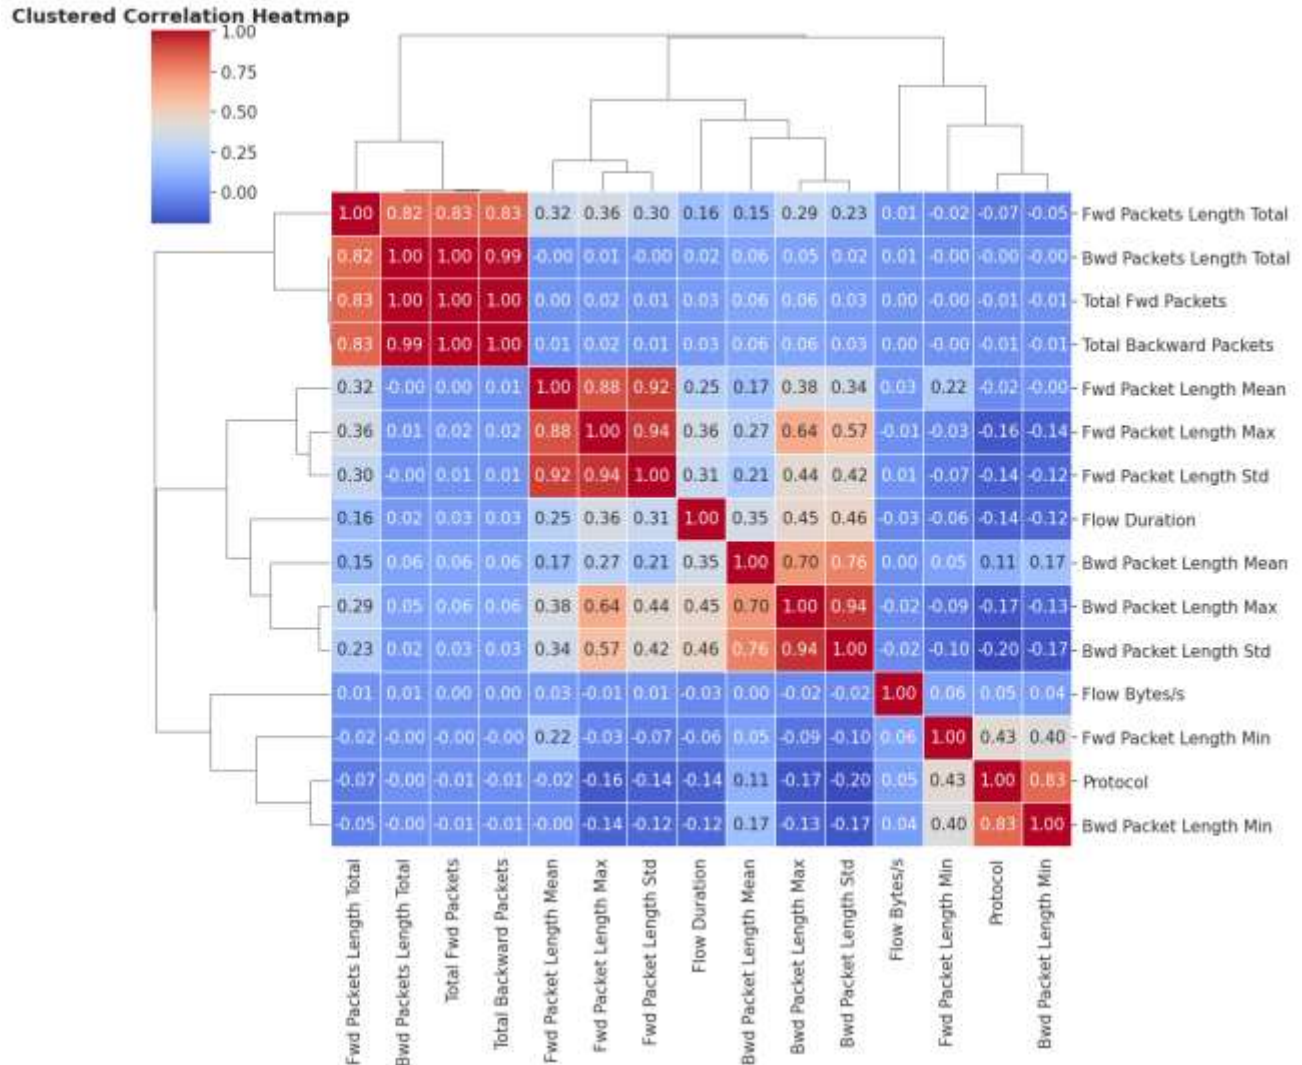 Clustered Correlation Heatmap
1.00
0.75
0.50
0.25
0.00
1.00 0.82 0.83 0.83 0.32 0.36 0.30 0.16 0.15 0.29 0.23 0.01 -0.02 -0.07 -0.05 Fwd Packets Length Total
0.82 1.00 1.00 0.99 -0.00 0.01 -0.00 0.02 0.06 0.05 0.02 0.01 -0.00 -0.00 -0.00 Bwd Packets Length Total
0.83 1.00 1.00 1.00 0.00 0.02 0.01 0.03 0.06 0.06 0.03 0.00 -0.00 -0.01 -0.01 Total Fwd Packets
0.83 0.99 1.00 1.00 0.01 0.02 0.01 0.03 0.06 0.06 0.03 0.00 -0.00 -0.01 -0.01 Total Backward Packets
0.32 -0.00 0.00 0.01 1.00 0.88 0.92 0.25 0.17 0.38 0.34 0.03 0.22 -0.02 -0.00 Fwd Packet Length Mean
0.36 0.01 0.02 0.02 0.88 1.00 0.94 0.36 0.27 0.64 0.57 -0.01 -0.03 -0.16 -0.14 Fwd Packet Length Max
0.30 -0.00 0.01 0.01 0.92 0.94 1.00 0.31 0.21 0.44 0.42 0.01 -0.07 -0.14 -0.12 Fwd Packet Length Std
0.16 0.02 0.03 0.03 0.25 0.36 0.31 1.00 0.35 0.45 0.46 -0.03 -0.06 -0.14 -0.12 Flow Duration
0.15 0.06 0.06 0.06 0.17 0.27 0.21 0.35 1.00 0.70 0.76 0.00 0.05 0.11 0.17 Bwd Packet Length Mean
0.29 0.05 0.06 0.06 0.38 0.64 0.44 0.45 0.70 1.00 0.94 -0.02 -0.09 -0.17 -0.13 Bwd Packet Length Max
0.23 0.02 0.03 0.03 0.34 0.57 0.42 0.46 0.76 0.94 1.00 -0.02 -0.10 -0.20 -0.17 Bwd Packet Length Std
0.01 0.01 0.00 0.00 0.03 -0.01 0.01 -0.03 0.00 -0.02 -0.02 1.00 0.06 0.05 0.04 Flow Bytes/s
-0.02 -0.00 -0.00 -0.00 0.22 -0.03 -0.07 -0.06 0.05 -0.09 -0.10 0.06 1.00 0.43 0.40 Fwd Packet Length Min
-0.07 -0.00 -0.01 -0.01 -0.02 -0.16 -0.14 -0.14 0.11 -0.17 -0.20 0.05 0.43 1.00 0.83 Protocol
-0.05 -0.00 -0.01 -0.01 -0.00 -0.14 -0.12 -0.12 0.17 -0.13 -0.17 0.04 0.40 0.83 1.00 Bwd Packet Length Min
Fwd Packets Length Total
Bwd Packets Length Total
Total Fwd Packets
Total Backward Packets
Fwd Packet Length Mean
Fwd Packet Length Max
Fwd Packet Length Std
Flow Duration
Bwd Packet Length Mean
Bwd Packet Length Max
Bwd Packet Length Std
Flow Bytes/s
Fwd Packet Length Min
Protocol
Bwd Packet Length Min